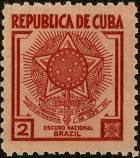 REPUBLICA DE CUBA
2
ESCUDO NACIONAL
BRAZIL